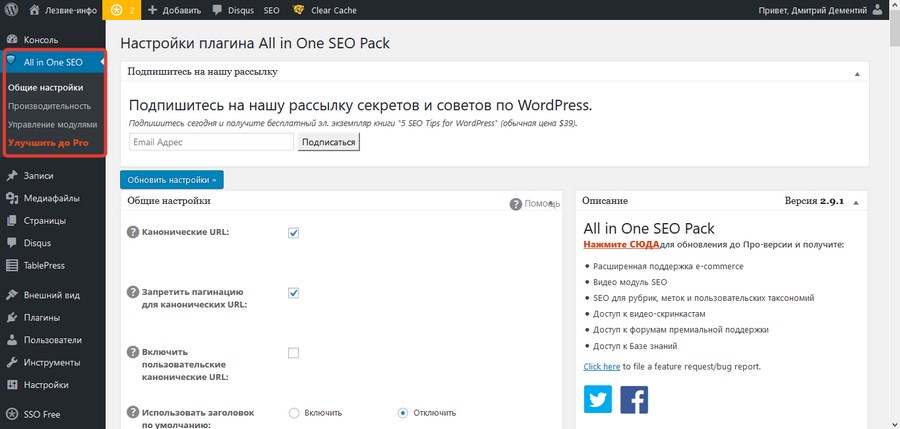 Лезвие-инфо
2
Добавить
Disqus
SEO
Clear Cache
Привет, Дмитрий Дементий
Консоль
All in One SEO
Общие настройки
Производительность
Управление модулями
Улучшить до Pro
Записи
Медиафайлы
Страницы
Disqus
TablePress
Внешний вид
Плагины
Пользователи
Инструменты
Настройки
SSO Free
Настройки плагина All in One SEO Pack
Подпишитесь на нашу рассылку
Подпишитесь на нашу рассылку секретов и советов по WordPress.
Подпишитесь сегодня и получите бесплатный эл. экземпляр книги "5 SEO Tips for WordPress" (обычная цена $39).
Email Адрес
Подписаться
Обновить настройки »
Общие настройки
Помощь
Канонические URL:
Запретить пагинацию
для канонических URL:
Включить
пользовательские
канонические URL:
Использовать заголовок
по умолчанию:
Включить
Отключить
Описание
Версия 2.9.1
All in One SEO Pack
Нажмите СЮДАдля обновления до Про-версии и получите:
Расширенная поддержка e-commerce
Видео модуль SEO
SEO для рубрик, меток и пользовательских таксономий
Доступ к видео-скринкастам
Доступ к форумам премиальной поддержки
Доступ к Базе знаний
Click here to file a feature request/bug report.